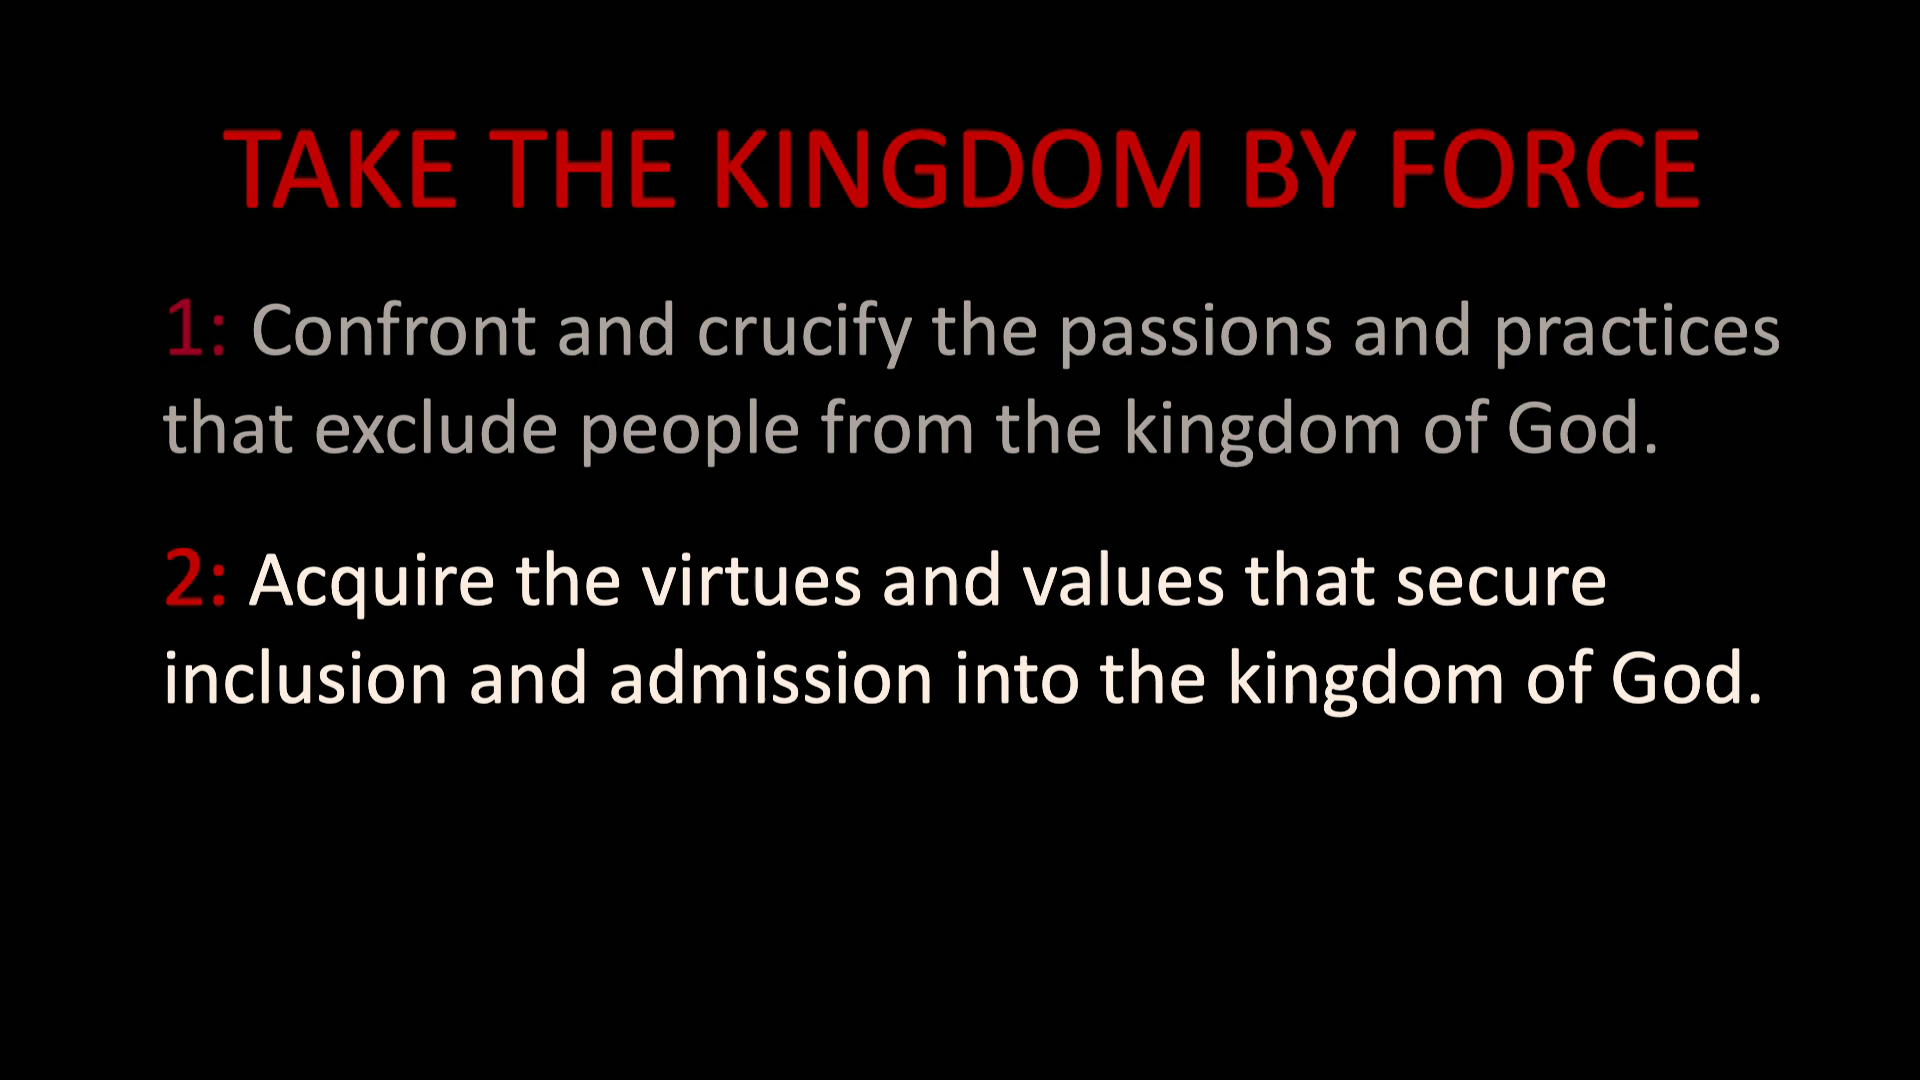 TAKE THE KINGDOM BY FORCE
1: Confront and crucify the passions and practices
that exclude people from the kingdom of God.
2: Acquire the virtues and values that secure
inclusion and admission into the kingdom of God.